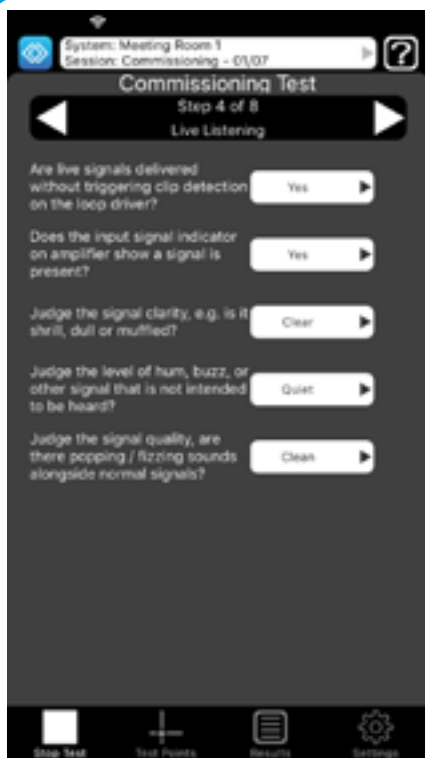 System: Meeting Room 1
Session: Commissioning - 01/07
?
Commissioning Test
Step 4 of 8
Live Listening
Are live signals delivered
without triggering clip detection
on the loop driver?
Yes
Does the input signal indicator
on amplifier show a signal is
present?
Yes
Judge the signal clarity, e.g. is it
shrill, dull or muffled?
Clear
Judge the level of hum, buzz, or
other signal that is not intended
to be heard?
Quiet
Judge the signal quality, are
there popping / fizzing sounds
alongside normal signals?
Clean
Stop Test
Test Points
Results
Settings